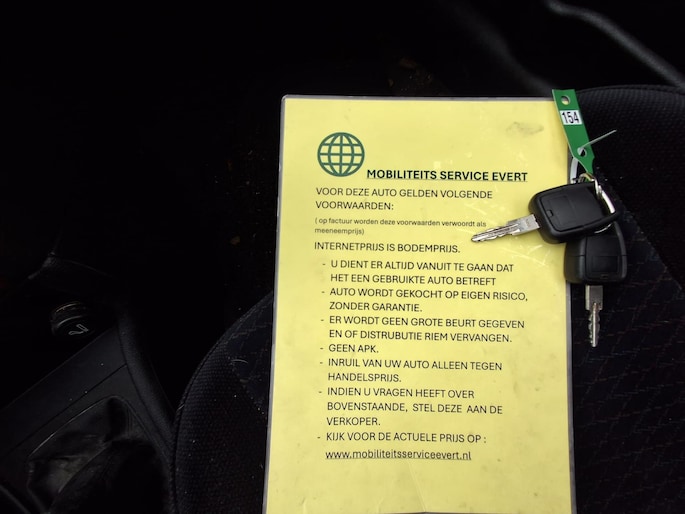 154
MOBILITEITS SERVICE EVERT
VOOR DEZE AUTO GELDEN VOLGENDE
VOORWAARDEN:
( op factuur worden deze voorwaarden verwoordt als
meeneemprijs)
INTERNETPRIJS IS BODEMPRIJS.
- U DIENT ER ALTIJD VANUIT TE GAAN DAT
HET EEN GEBRUIKTE AUTO BETREFT
- AUTO WORDT GEKOCHT OP EIGEN RISICO,
ZONDER GARANTIE.
- ER WORDT GEEN GROTE BEURT GEGEVEN
EN OF DISTRUBUTIE RIEM VERVANGEN.
- GEEN APK.
- INRUIL VAN UW AUTO ALLEEN TEGEN
HANDELSPRIJS.
- INDIEN U VRAGEN HEEFT OVER
BOVENSTAANDE, STEL DEZE AAN DE
VERKOPER.
- KIJK VOOR DE ACTUELE PRIJS OP :
www.mobiliteitsserviceevert.nl